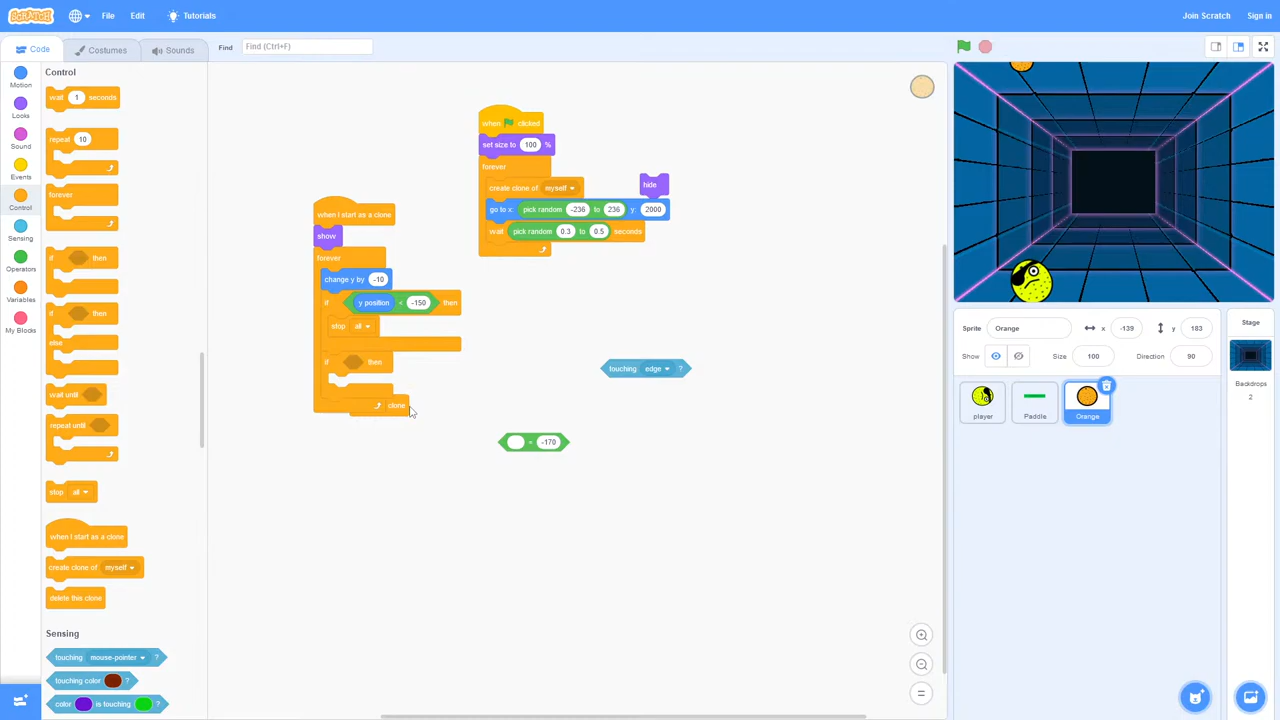 SCRATCH File Edit Tutorials Join Scratch Sign in
Code Costumes Sounds Find Find (Ctrl+F)
Motion
Looks
Sound
Events
Control
Sensing
Operators
Variables
My Blocks
Control
wait 1 seconds
repeat 10
forever
if then
if then
else
wait until
repeat until
stop all
when I start as a clone
create clone of myself
delete this clone
Sensing
touching mouse-pointer ?
touching color ?
color is touching ?
when I start as a clone
show
forever
change y by -10
if y position < -150 then
stop all
if then
clone
when clicked
set size to 100 %
forever
create clone of myself
go to x: pick random -236 to 236 y: 2000
wait pick random 0.3 to 0.5 seconds
hide
touching edge ?
= -170
Sprite Orange x -139 y 183
Show Size 100 Direction 90
player Paddle Orange
Stage
Backdrops
2